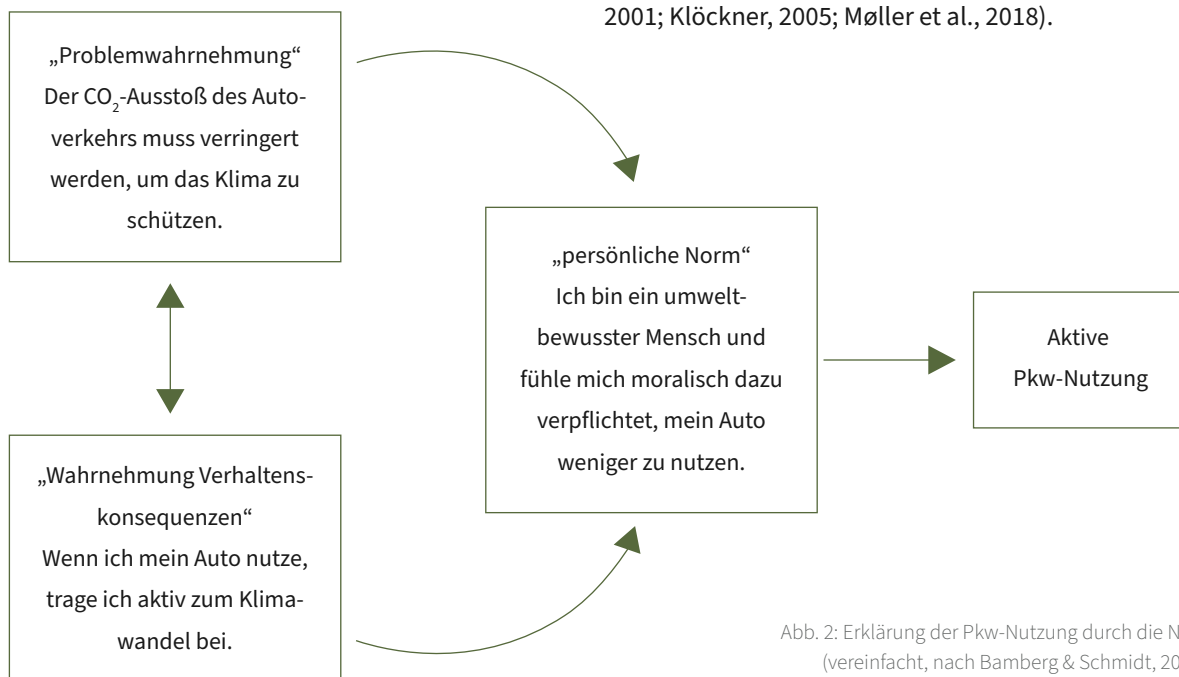 2001; Klöckner, 2005; Møller et al., 2018).
„Problemwahrnehmung“
Der CO₂-Ausstoß des Auto-
verkehrs muss verringert
werden, um das Klima zu
schützen.
„Wahrnehmung Verhaltens-
konsequenzen“
Wenn ich mein Auto nutze,
trage ich aktiv zum Klima-
wandel bei.
„persönliche Norm“
Ich bin ein umwelt-
bewusster Mensch und
fühle mich moralisch dazu
verpflichtet, mein Auto
weniger zu nutzen.
Aktive
Pkw-Nutzung
Abb. 2: Erklärung der Pkw-Nutzung durch die
(vereinfacht, nach Bamberg & Schmidt,